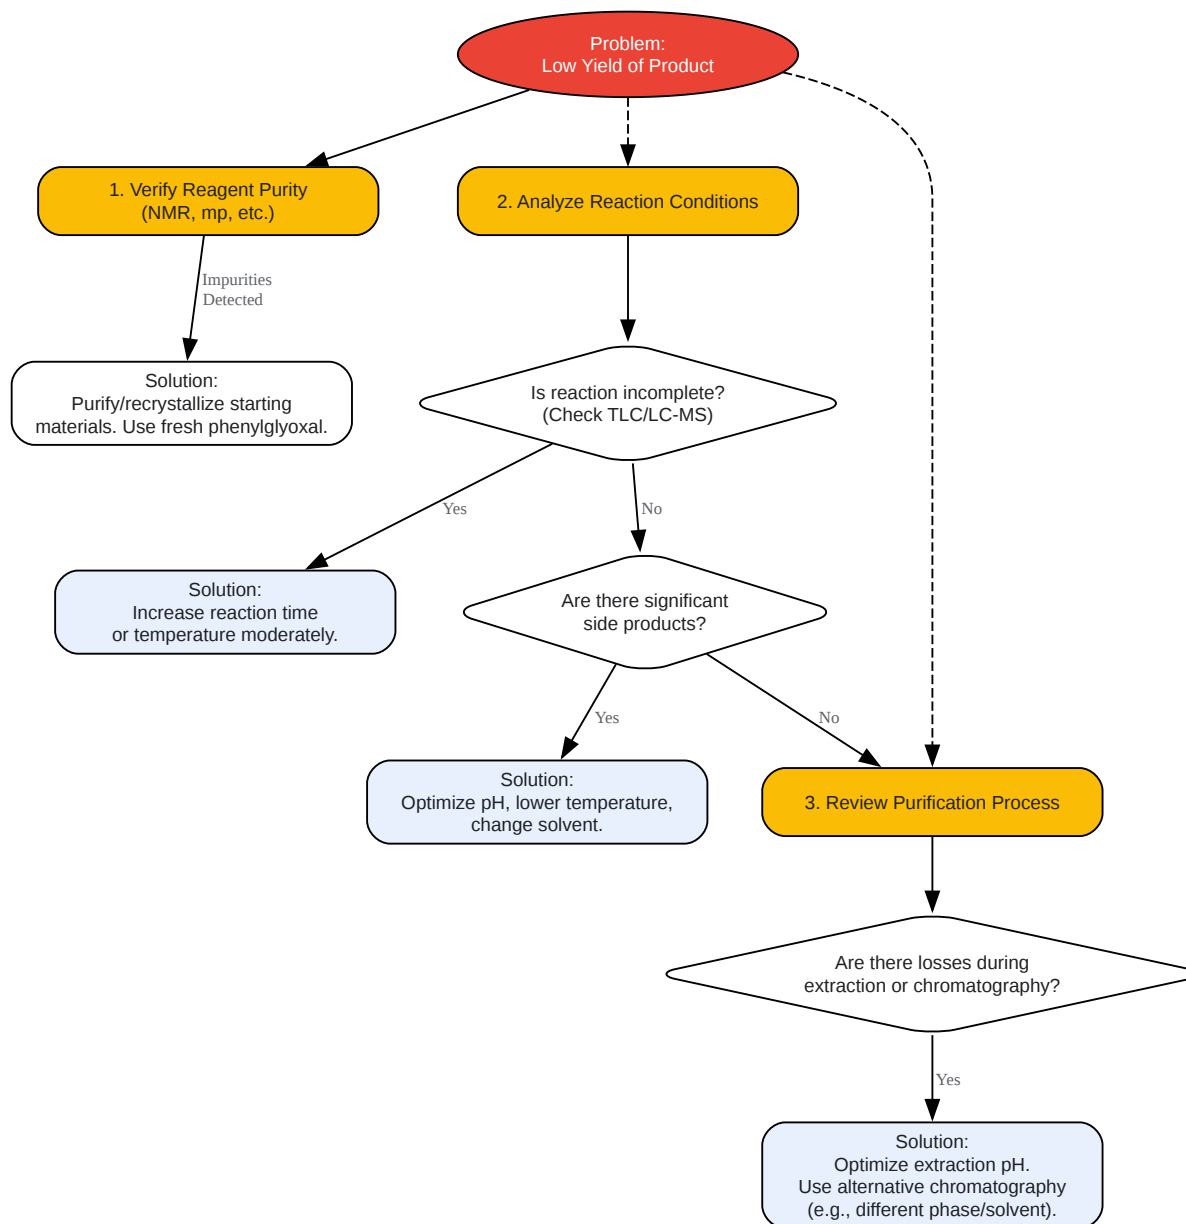 Problem:
Low Yield of Product
1. Verify Reagent Purity
(NMR, mp, etc.)
2. Analyze Reaction Conditions
Impurities
Detected
Solution:
Purify/recrystallize starting
materials. Use fresh phenylglyoxal.
Is reaction incomplete?
(Check TLC/LC-MS)
Yes
No
Solution:
Increase reaction time
or temperature moderately.
Are there significant
side products?
Yes
No
Solution:
Optimize pH, lower temperature,
change solvent.
3. Review Purification Process
Are there losses during
extraction or chromatography?
Yes
Solution:
Optimize extraction pH.
Use alternative chromatography
(e.g., different phase/solvent).